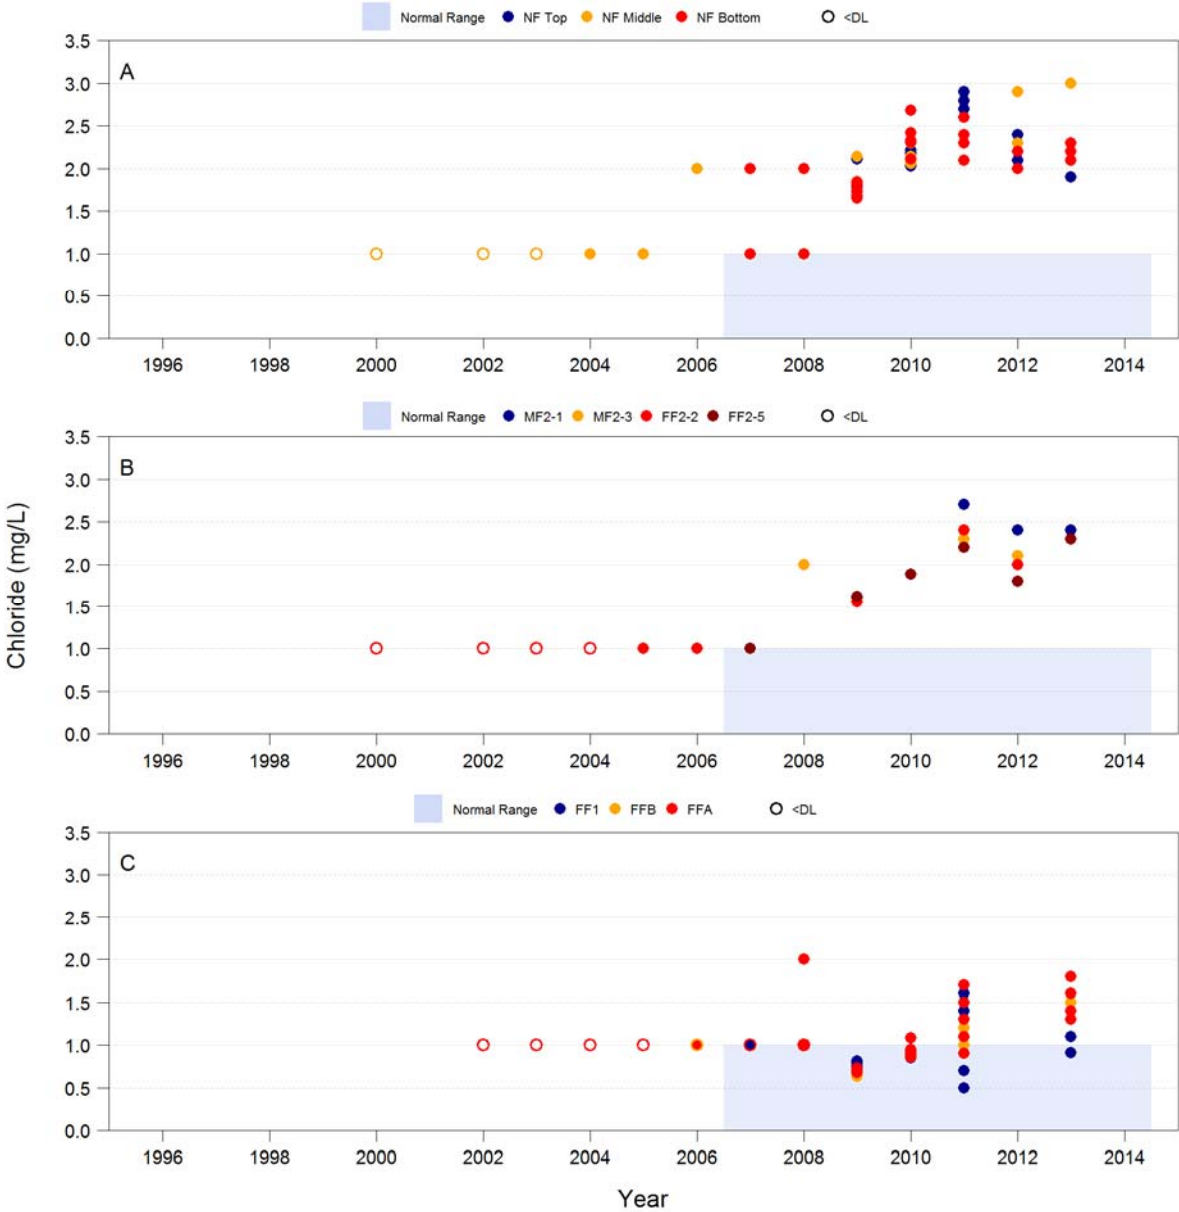 Normal Range NF Top NF Middle NF Bottom <DL
A
3.5
3.0
2.5
2.0
1.5
1.0
0.5
0.0
1996 1998 2000 2002 2004 2006 2008 2010 2012 2014
Normal Range MF2-1 MF2-3 FF2-2 FF2-5 <DL
B
3.5
3.0
2.5
2.0
1.5
1.0
0.5
0.0
Chloride (mg/L)
1996 1998 2000 2002 2004 2006 2008 2010 2012 2014
Normal Range FF1 FFB FFA <DL
C
3.5
3.0
2.5
2.0
1.5
1.0
0.5
0.0
1996 1998 2000 2002 2004 2006 2008 2010 2012 2014
Year